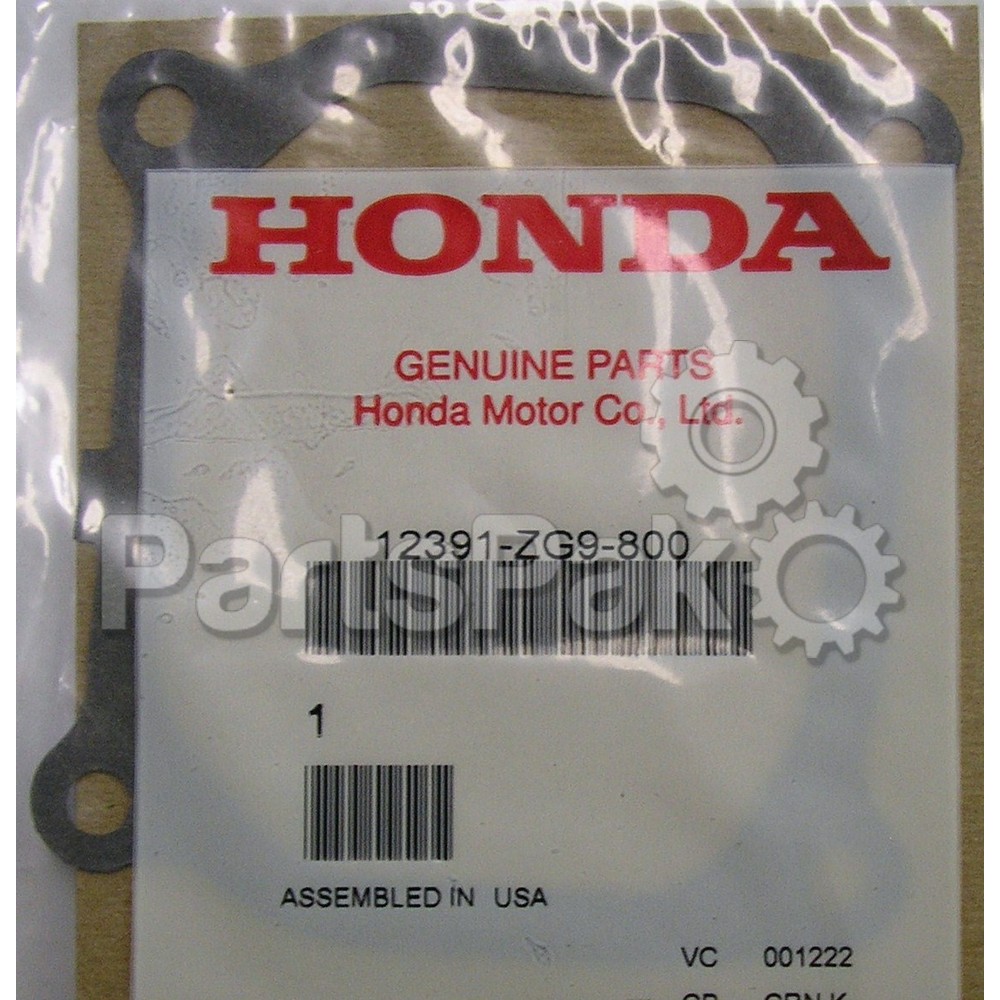 HONDA
GENUINE PARTS
Honda Motor Co., Ltd.
12391-ZG9-800
PartsPak
1
ASSEMBLED IN USA
VC 001222